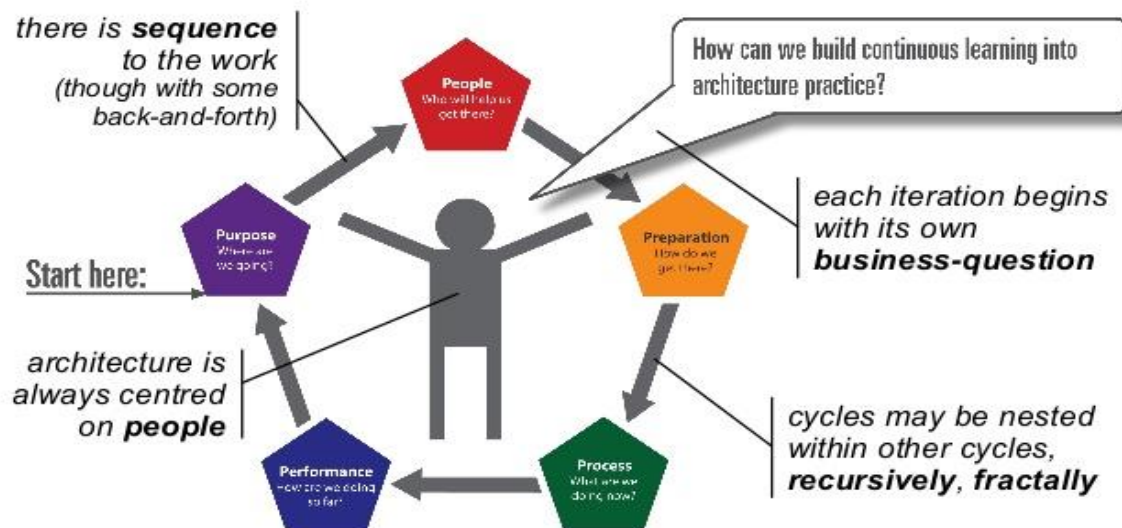 there is sequence
to the work
(though with some
back-and-forth)
People
Who will help us
get there?
How can we build continuous learning into
architecture practice?
Purpose
Where are
we going?
Start here:
Preparation
How do we
get there?
each iteration begins
with its own
business-question
architecture is
always centred
on people
Performance
How are we doing
so far?
Process
What are we
doing now?
cycles may be nested
within other cycles,
recursively, fractally